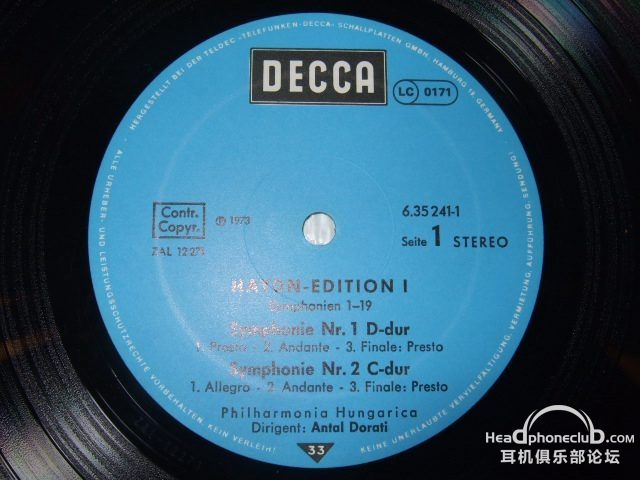 HERGESTELLT BEI DER TELDEC »TELEFUNKEN-DECCA« SCHALLPLATTEN GMBH, HAMBURG 19, GERMANY
DECCA
LC 0171
Contr.
Copyr.
ZAL 12271
℗ 1973
6.35241-1
Seite 1 STEREO
HAYDN-EDITION I
Symphonien 1-19
Symphonie Nr. 1 D-dur
1. Presto - 2. Andante - 3. Finale: Presto
Symphonie Nr. 2 C-dur
1. Allegro - 2. Andante - 3. Finale: Presto
Philharmonia Hungarica
Dirigent: Antal Dorati
33
ALLE URHEBER- UND LEISTUNGSSCHUTZRECHTE VORBEHALTEN. KEIN VERLEIH!
KEINE UNERLAUBTE VERVIELFÄLTIGUNG, VERMIETUNG, AUFFÜHRUNG, SENDUNG!
Headphoneclub.com
耳机俱乐部论坛